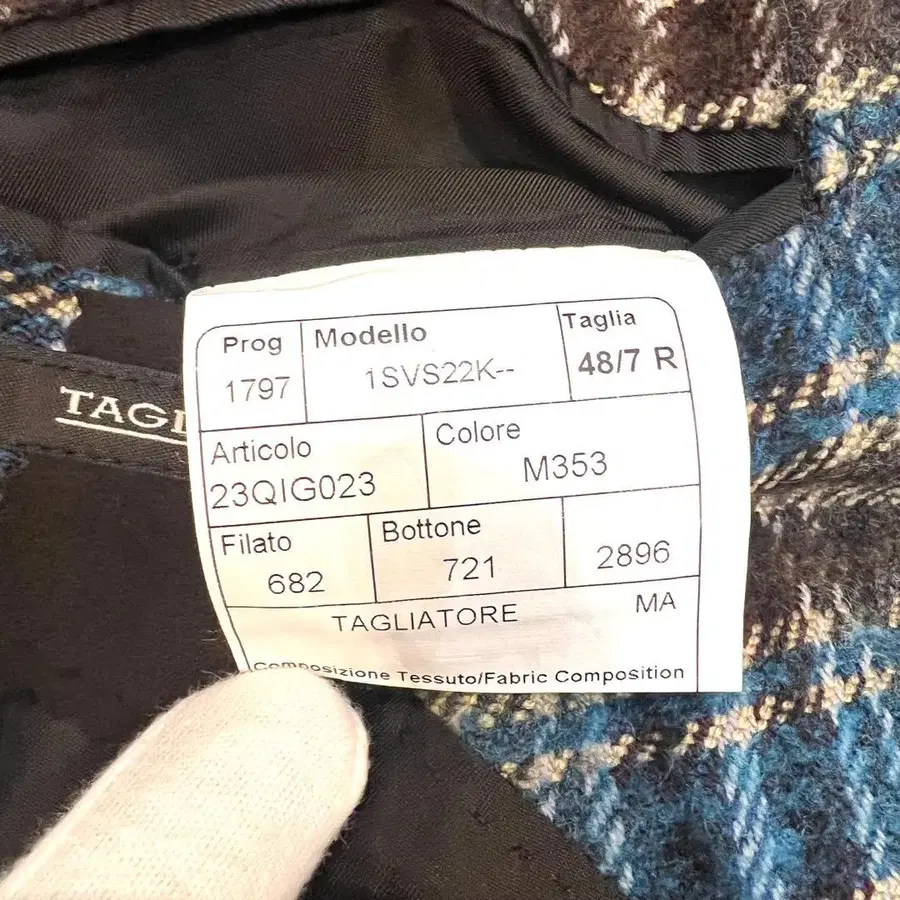 Prog Modello Taglia
1797 1SVS22K-- 48/7 R
Articolo Colore
23QIG023 M353
Filato Bottone
682 721 2896
TAGLIATORE MA
Composizione Tessuto/Fabric Composition